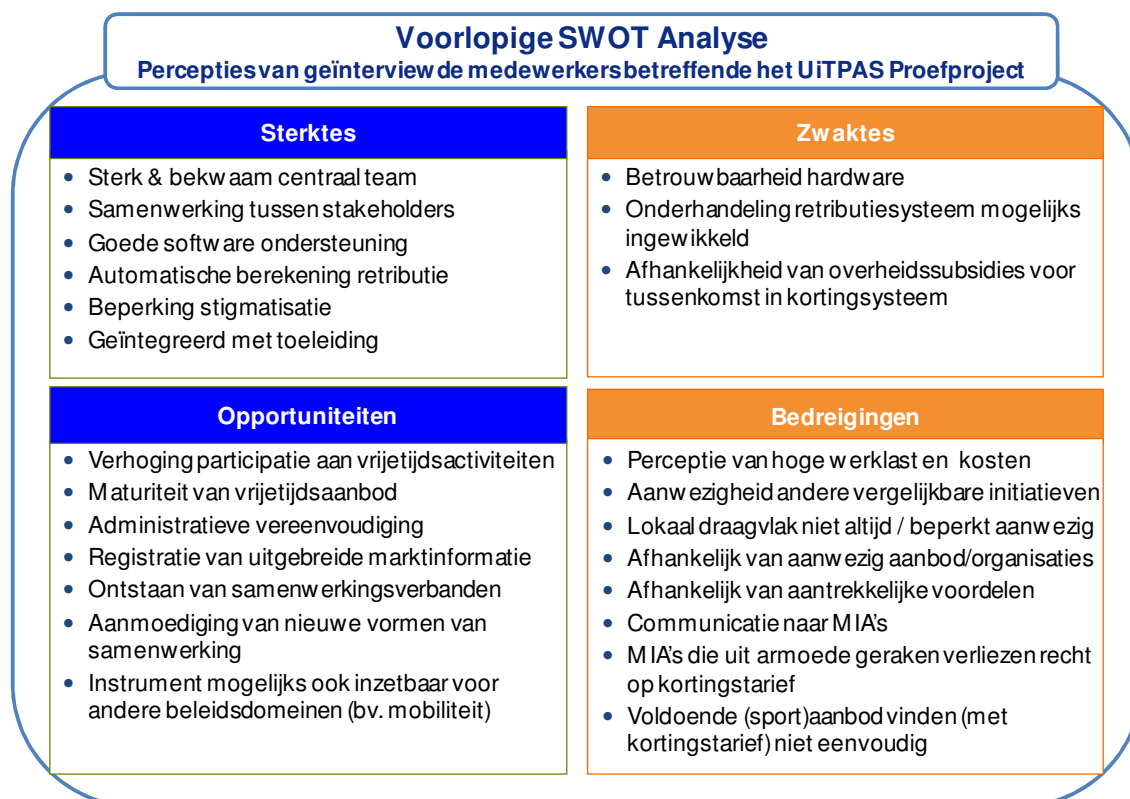 Voorlopige SWOT Analyse
Percepties van geïnterviewde medewerkers betreffende het UiTPAS Proefproject
Sterktes
• Sterk & bekwaam centraal team
• Samenwerking tussen stakeholders
• Goede software ondersteuning
• Automatische berekening retributie
• Beperking stigmatisatie
• Geïntegreerd met toeleiding
Zwaktes
• Betrouwbaarheid hardware
• Onderhandeling retributiesysteem mogelijks
ingewikkeld
• Afhankelijkheid van overheidssubsidies voor
tussenkomst in kortingsysteem
Opportuniteiten
• Verhoging participatie aan vrijetijdsactiviteiten
• Maturiteit van vrijetijdsaanbod
• Administratieve vereenvoudiging
• Registratie van uitgebreide marktinformatie
• Ontstaan van samenwerkingsverbanden
• Aanmoediging van nieuwe vormen van
samenwerking
• Instrument mogelijks ook inzetbaar voor
andere beleidsdomeinen (bv. mobiliteit)
Bedreigingen
• Perceptie van hoge werklast en kosten
• Aanwezigheid andere vergelijkbare initiatieven
• Lokaal draagvlak niet altijd / beperkt aanwezig
• Afhankelijk van aanwezig aanbod/organisaties
• Afhankelijk van aantrekkelijke voordelen
• Communicatie naar MIA's
• MIA's die uit armoede geraken verliezen recht
op kortingstarief
• Voldoende (sport)aanbod vinden (met
kortingstarief) niet eenvoudig